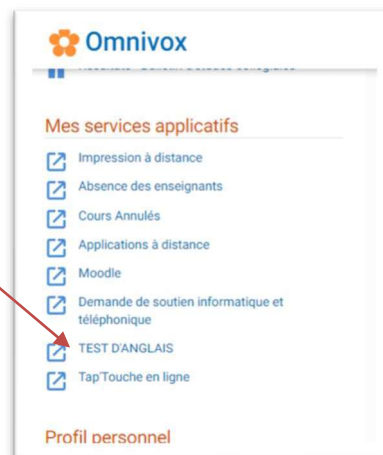 Omnivox
Mes services applicatifs
Impression à distance
Absence des enseignants
Cours Annulés
Applications à distance
Moodle
Demande de soutien informatique et
téléphonique
TEST D'ANGLAIS
Tap'Touche en ligne
Profil personnel